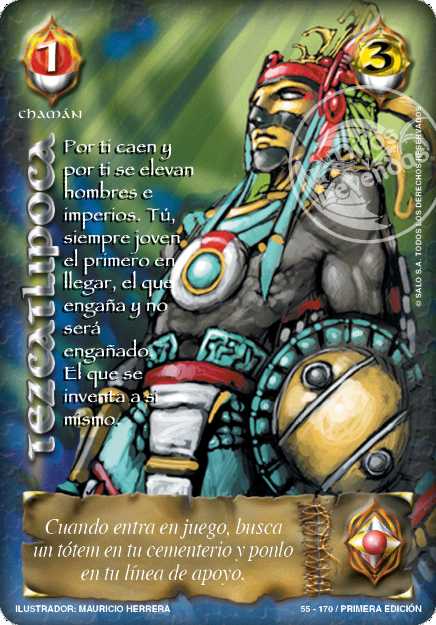 1
3
CHAMÁN
TEZCATLIPOCA
Por ti caen y
por ti se elevan
hombres e
imperios. Tú,
siempre joven,
el primero en
llegar, el que
engaña y no
será
engañado.
El que se
inventa a sí
mismo.
© SALO S.A. TODOS LOS DERECHOS RESERVADOS
Cuando entra en juego, busca
un tótem en tu cementerio y ponlo
en tu línea de apoyo.
ILUSTRADOR: MAURICIO HERRERA
55 - 170 / PRIMERA EDICIÓN